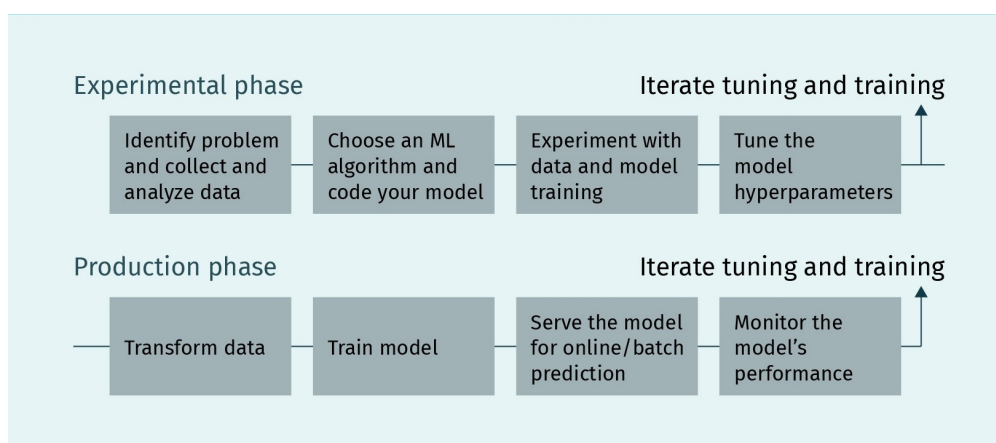 Experimental phase
Iterate tuning and training
Identify problem
and collect and
analyze data
Choose an ML
algorithm and
code your model
Experiment with
data and model
training
Tune the
model
hyperparameters
Production phase
Iterate tuning and training
Transform data
Train model
Serve the model
for online/batch
prediction
Monitor the
model's
performance